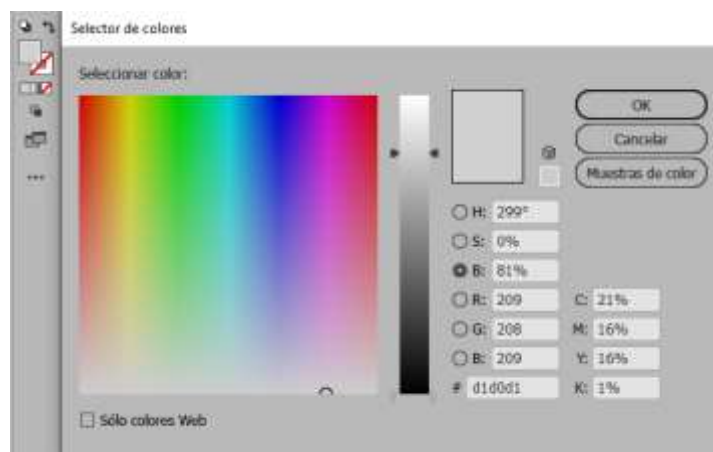 Selector de colores
Seleccionar color:
OK
Cancelar
Muestras de color
H: 299°
S: 0%
B: 81%
R: 209 C: 21%
G: 208 M: 16%
B: 209 Y: 16%
# d1d0d1 K: 1%
Sólo colores Web